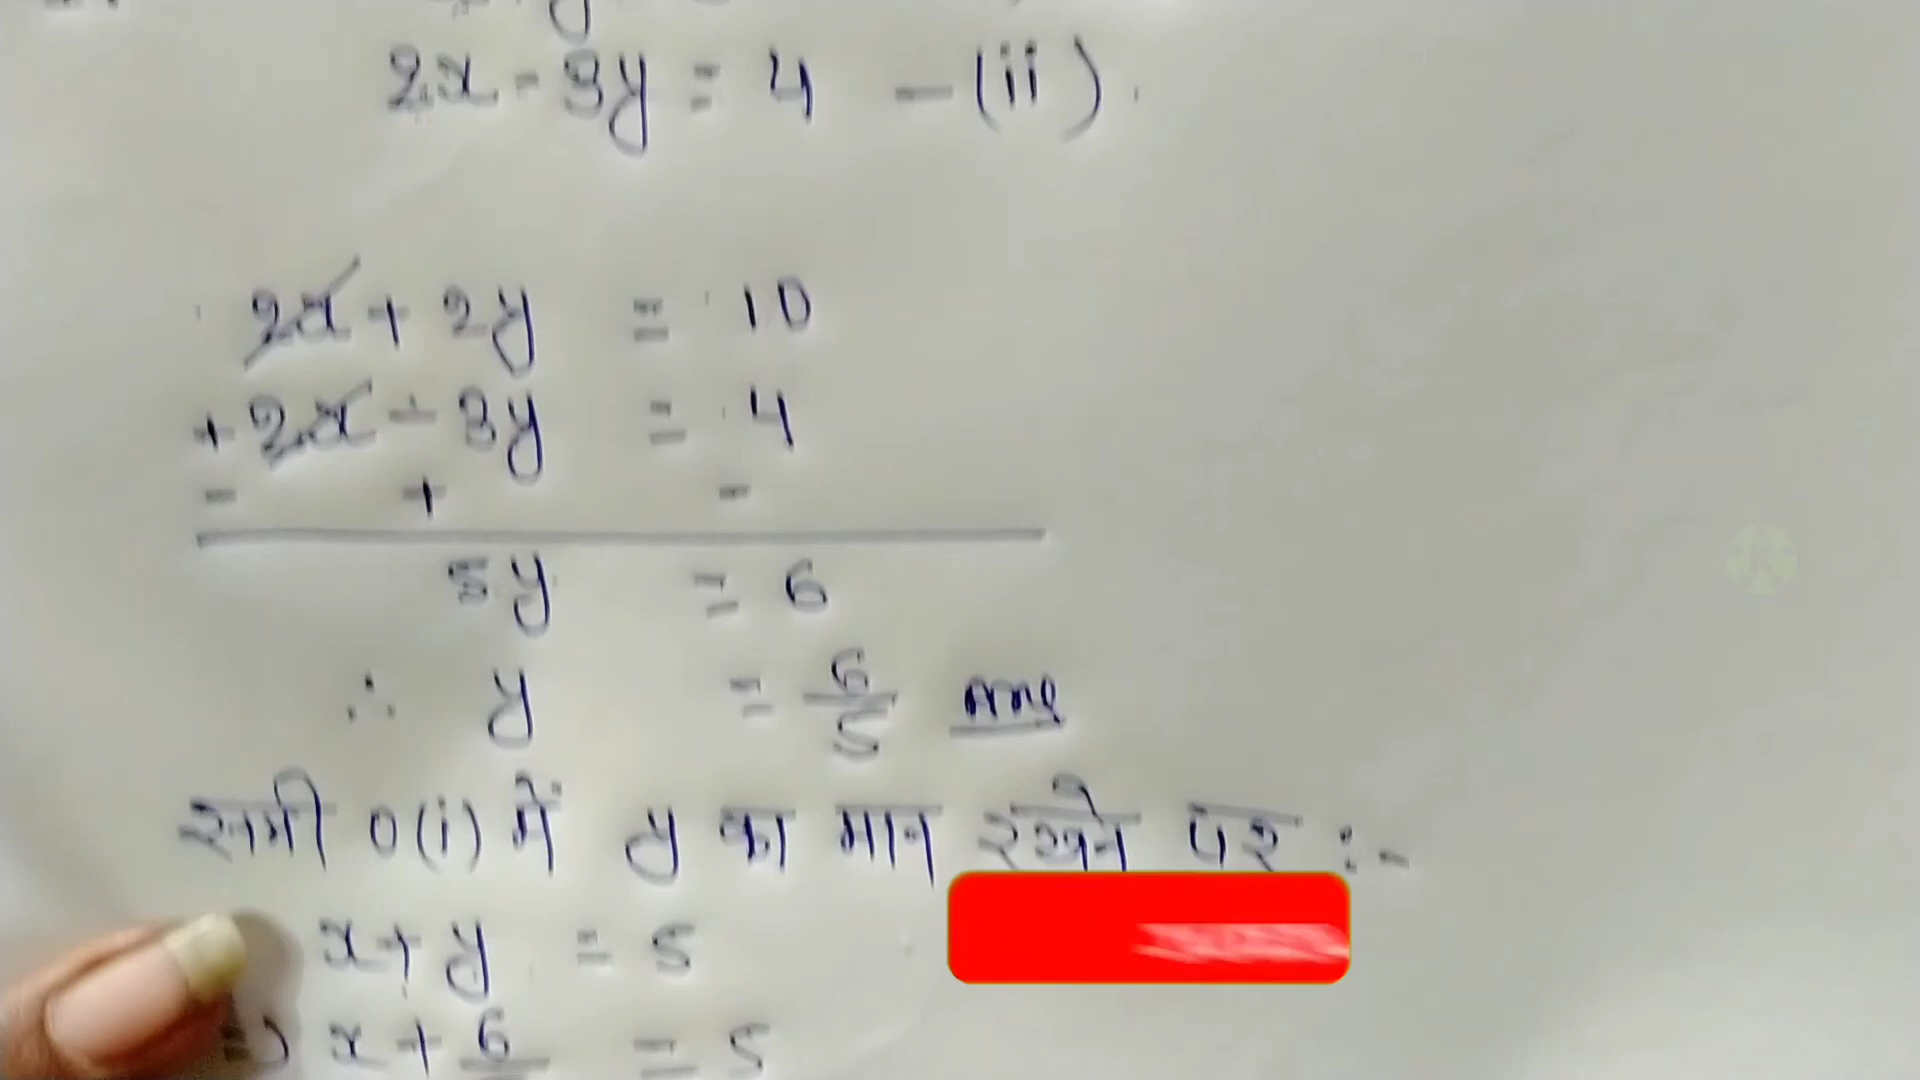 2x - 3y = 4 - (ii)
2x + 2y = 10
+ 2x - 3y = 4
- + -
5y = 6
∴ y = 6/5 Ans
समी0(i) में y का मान रखने पर :-
x + y = 5
⇒ x + 6 = 5